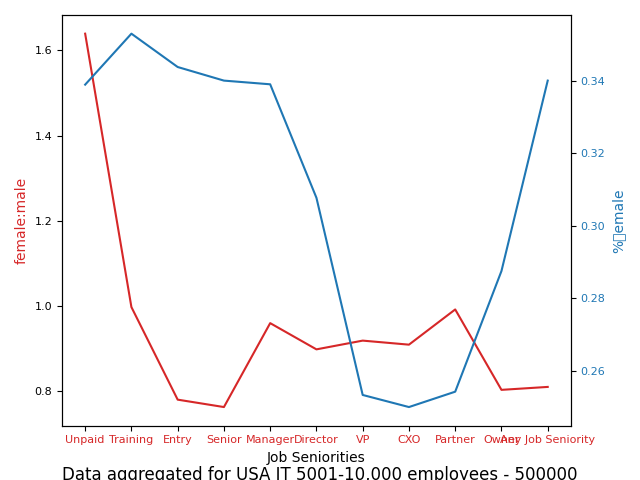 1.6
1.4
1.2
1.0
0.8
female:male
0.34
0.32
0.30
0.28
0.26
%▯emale
Unpaid Training Entry Senior Manager Director VP CXO Partner Owner Any Job Seniority
Job Seniorities
Data aggregated for USA IT 5001-10,000 employees - 500000